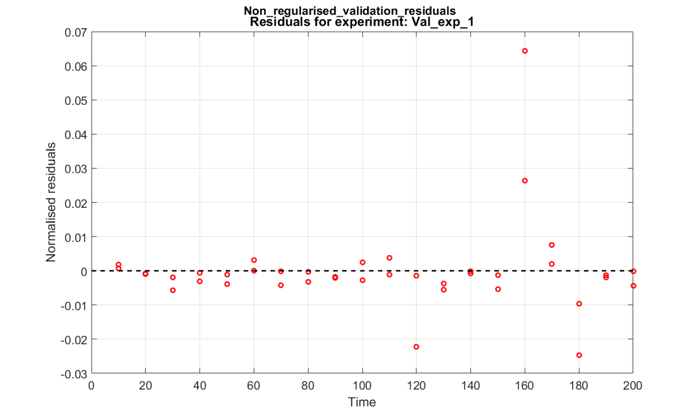 Non_regularised_validation_residuals
Residuals for experiment: Val_exp_1
0.07
0.06
0.05
0.04
0.03
0.02
0.01
0
-0.01
-0.02
-0.03
Normalised residuals
0 20 40 60 80 100 120 140 160 180 200
Time